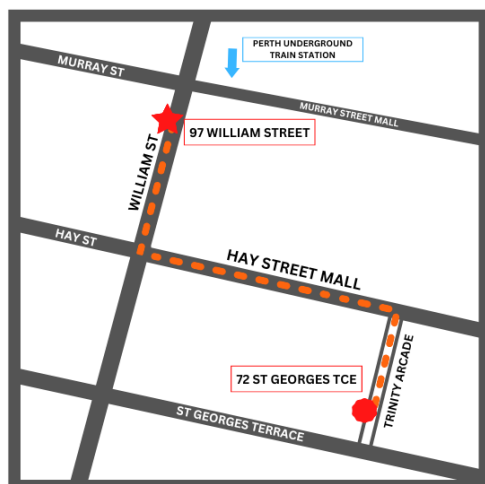 PERTH UNDERGROUND
TRAIN STATION
MURRAY ST
MURRAY STREET MALL
97 WILLIAM STREET
WILLIAM ST
HAY ST
HAY STREET MALL
TRINITY ARCADE
72 ST GEORGES TCE
ST GEORGES TERRACE